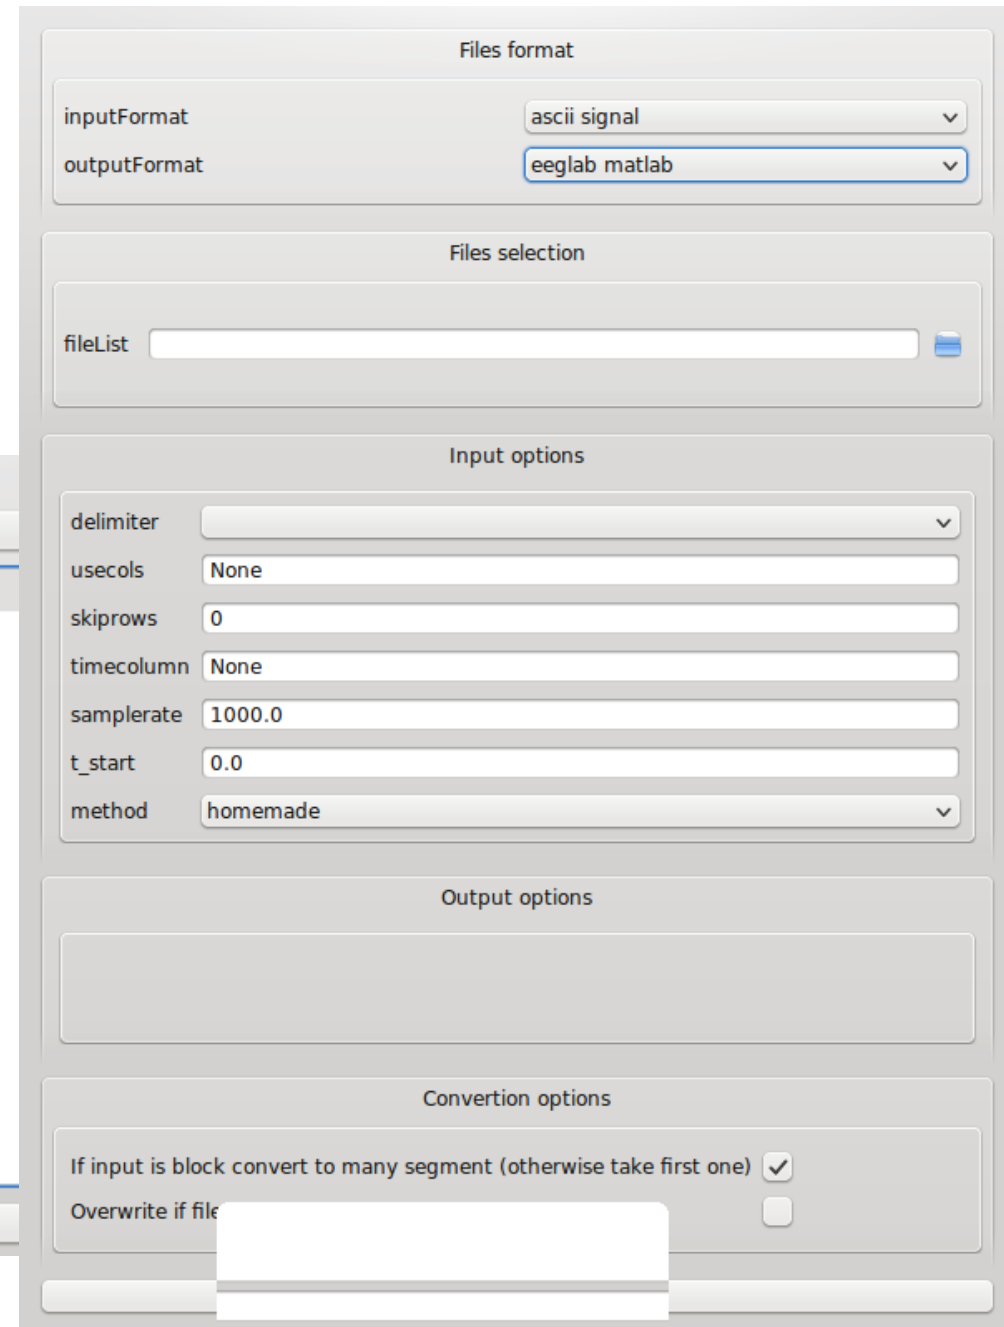 Files format
inputFormat ascii signal
outputFormat eeglab matlab
Files selection
fileList
Input options
delimiter
usecols None
skiprows 0
timecolumn None
samplerate 1000.0
t_start 0.0
method homemade
Output options
Convertion options
If input is block convert to many segment (otherwise take first one)
Overwrite if file